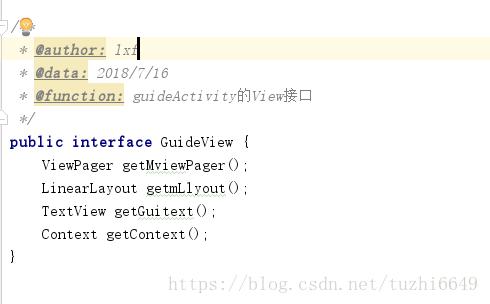 /**
 * @author: lxf
 * @data: 2018/7/16
 * @function: guideActivity的View接口
 */
public interface GuideView {
    ViewPager getMviewPager();
    LinearLayout getmLlyout();
    TextView getGuitext();
    Context getContext();
}
https://blog.csdn.net/tuzhi6649